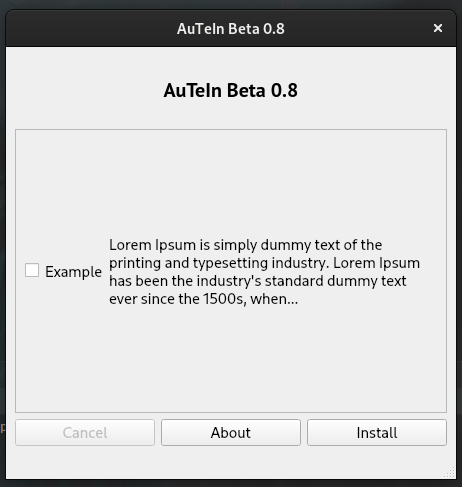 AuTeIn Beta 0.8
AuTeIn Beta 0.8
Lorem Ipsum is simply dummy text of the
printing and typesetting industry. Lorem Ipsum
Example
has been the industry's standard dummy text
ever since the 1500s, when...
Cancel
About
Install